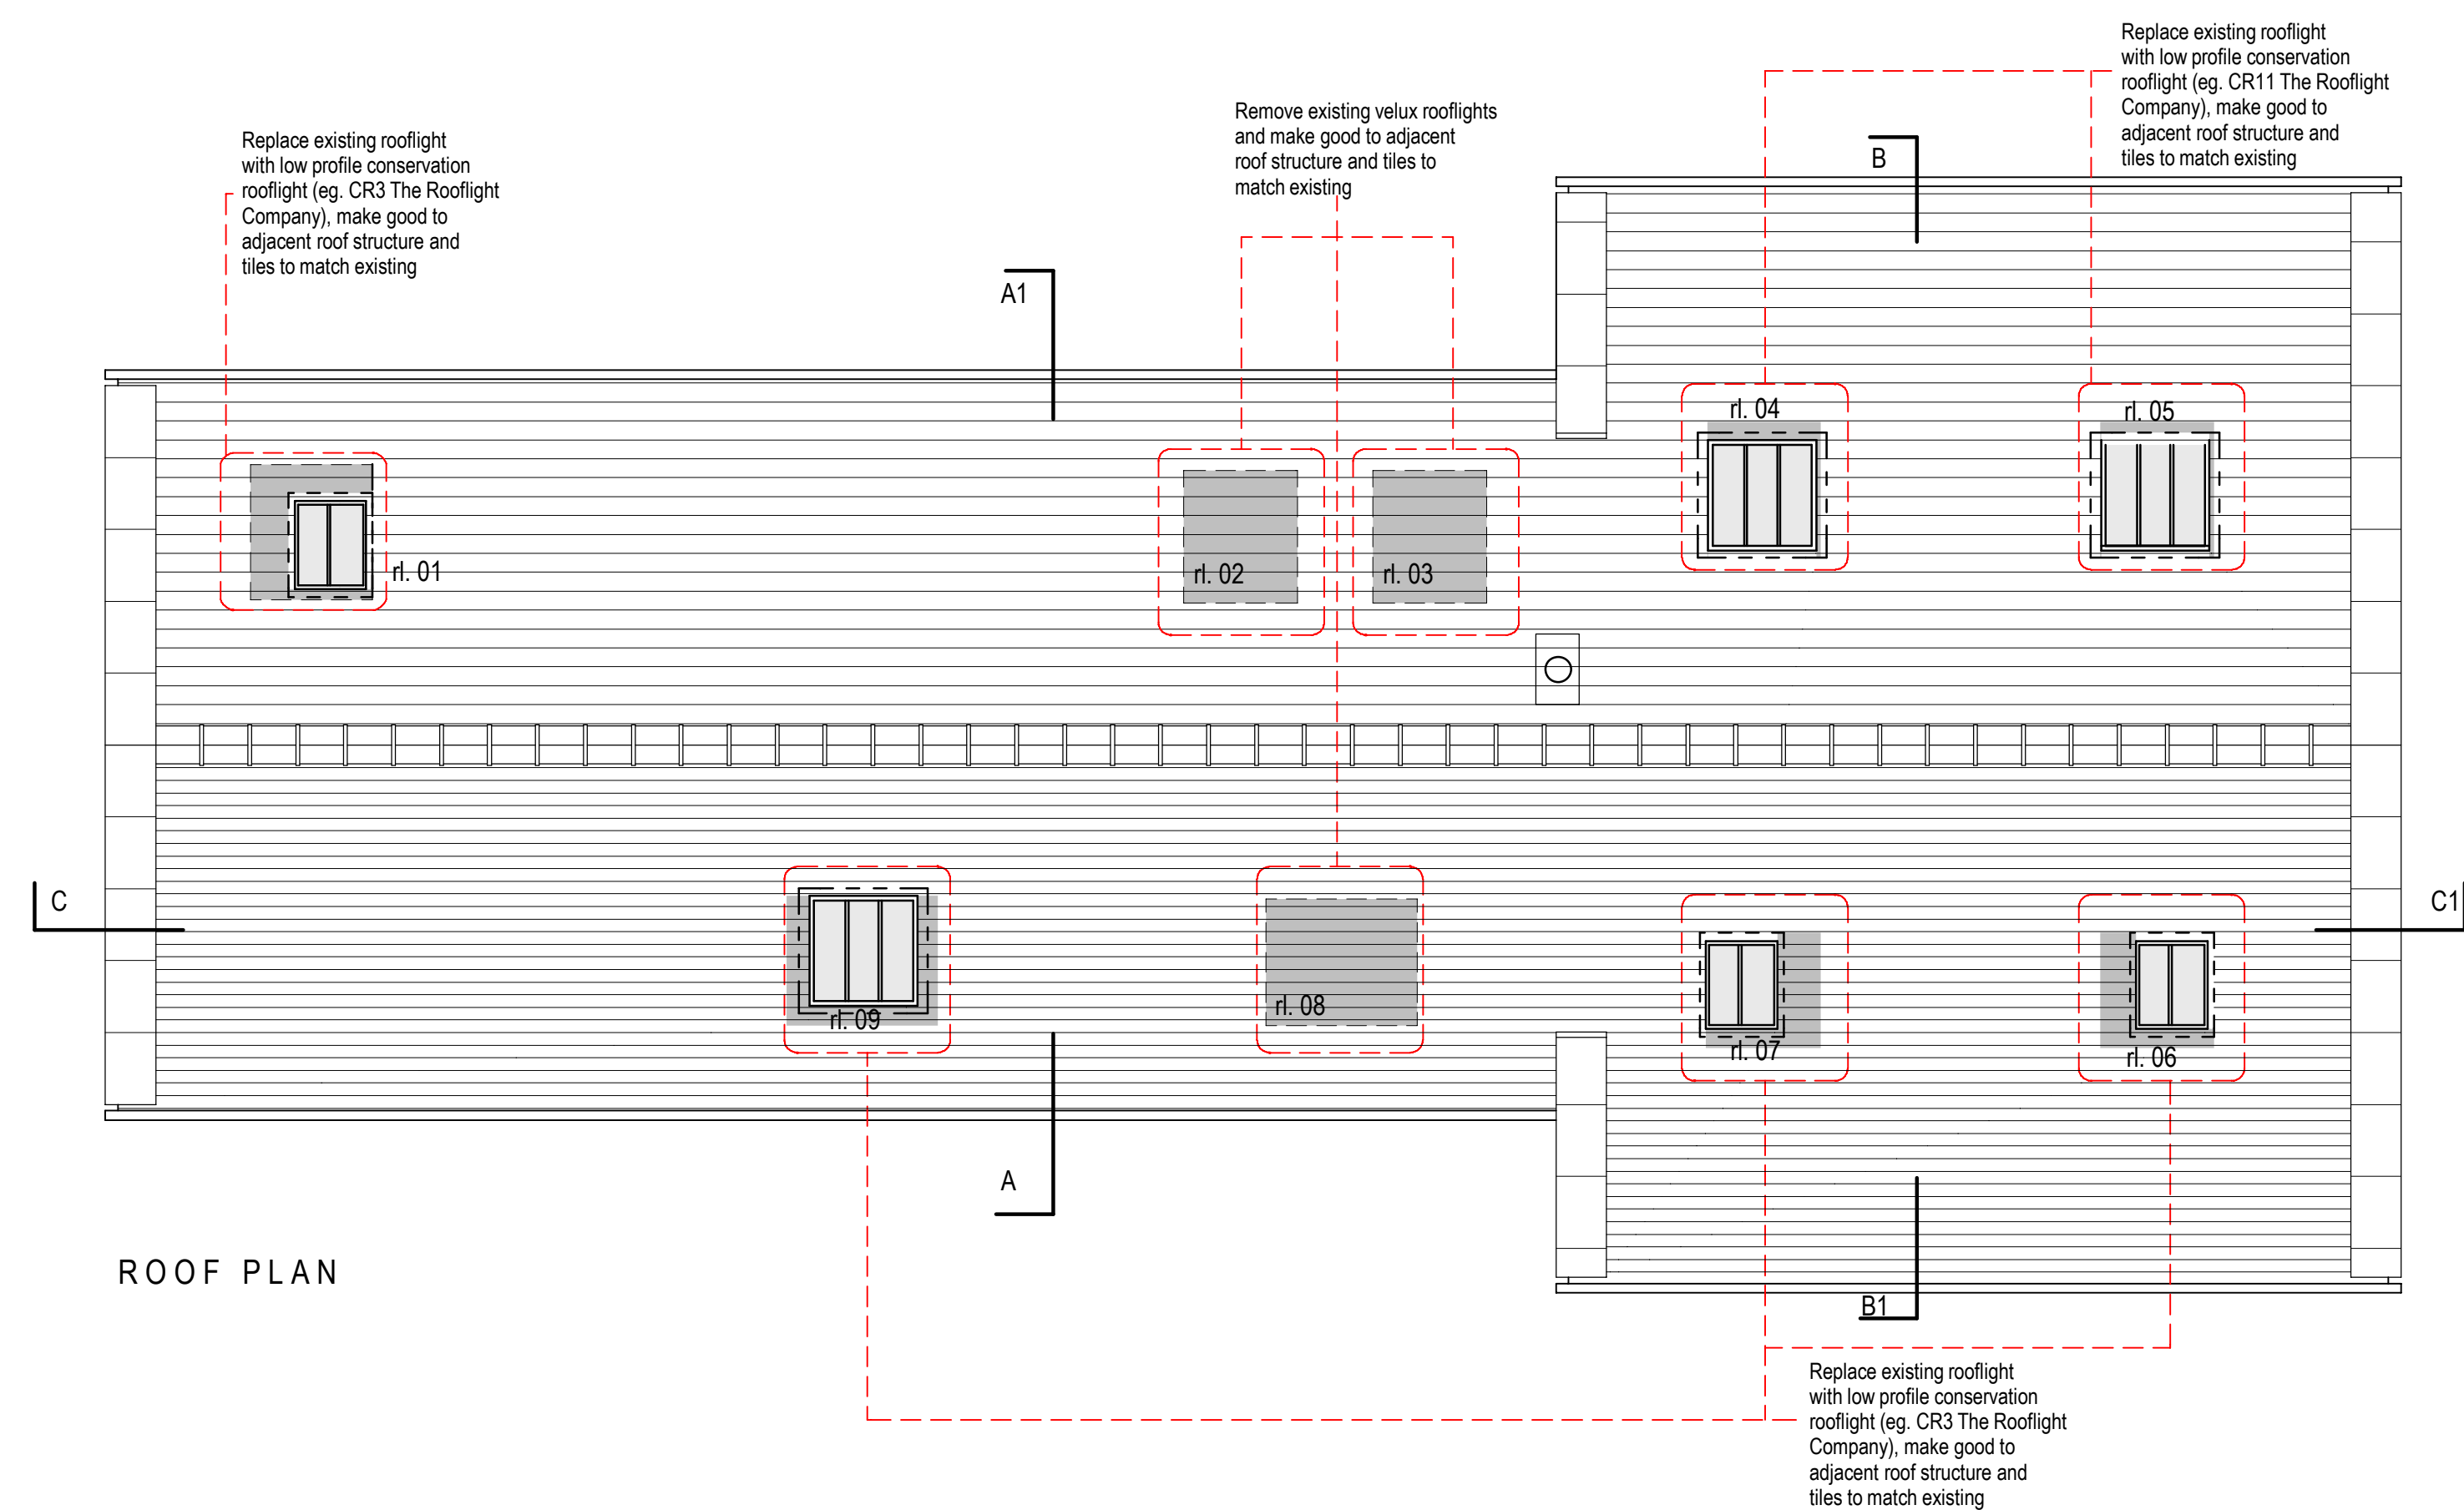 Replace existing rooflight
with low profile conservation
rooflight (eg. CR11 The Rooflight
Company), make good to
adjacent roof structure and
tiles to match existing
Remove existing velux rooflights
and make good to adjacent
roof structure and tiles to
match existing
Replace existing rooflight
with low profile conservation
rooflight (eg. CR3 The Rooflight
Company), make good to
adjacent roof structure and
tiles to match existing
B
A1
rl. 04
rl. 05
rl. 01
rl. 02
rl. 03
C
C1
rl. 09
rl. 08
rl. 07
rl. 06
A
ROOF PLAN
B1
Replace existing rooflight
with low profile conservation
rooflight (eg. CR3 The Rooflight
Company), make good to
adjacent roof structure and
tiles to match existing